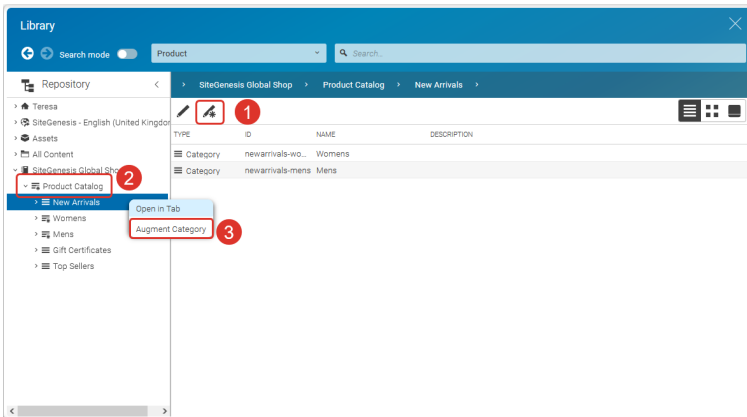 Library
Search mode
Product
Search...
Repository
SiteGenesis Global Shop
Product Catalog
New Arrivals
Teresa
SiteGenesis - English (United Kingdor
Assets
All Content
SiteGenesis Global Sho
Product Catalog
New Arrivals
Womens
Mens
Gift Certificates
Top Sellers
1
TYPE ID NAME DESCRIPTION
Category newarrivals-wo... Womens
Category newarrivals-mens Mens
2
Open in Tab
Augment Category
3